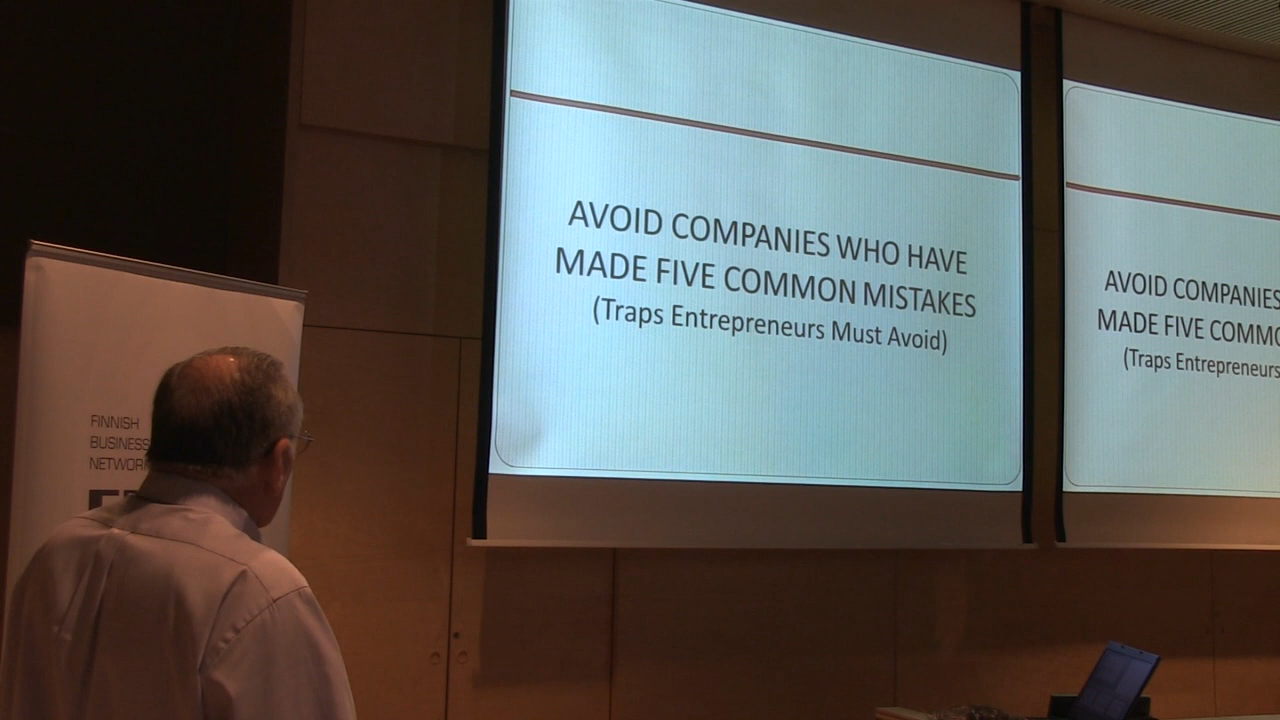 AVOID COMPANIES WHO HAVE
MADE FIVE COMMON MISTAKES
(Traps Entrepreneurs Must Avoid)
AVOID COMPANIES
MADE FIVE COMMO
(Traps Entrepreneurs
FINNISH
BUSINESS
NETWORK